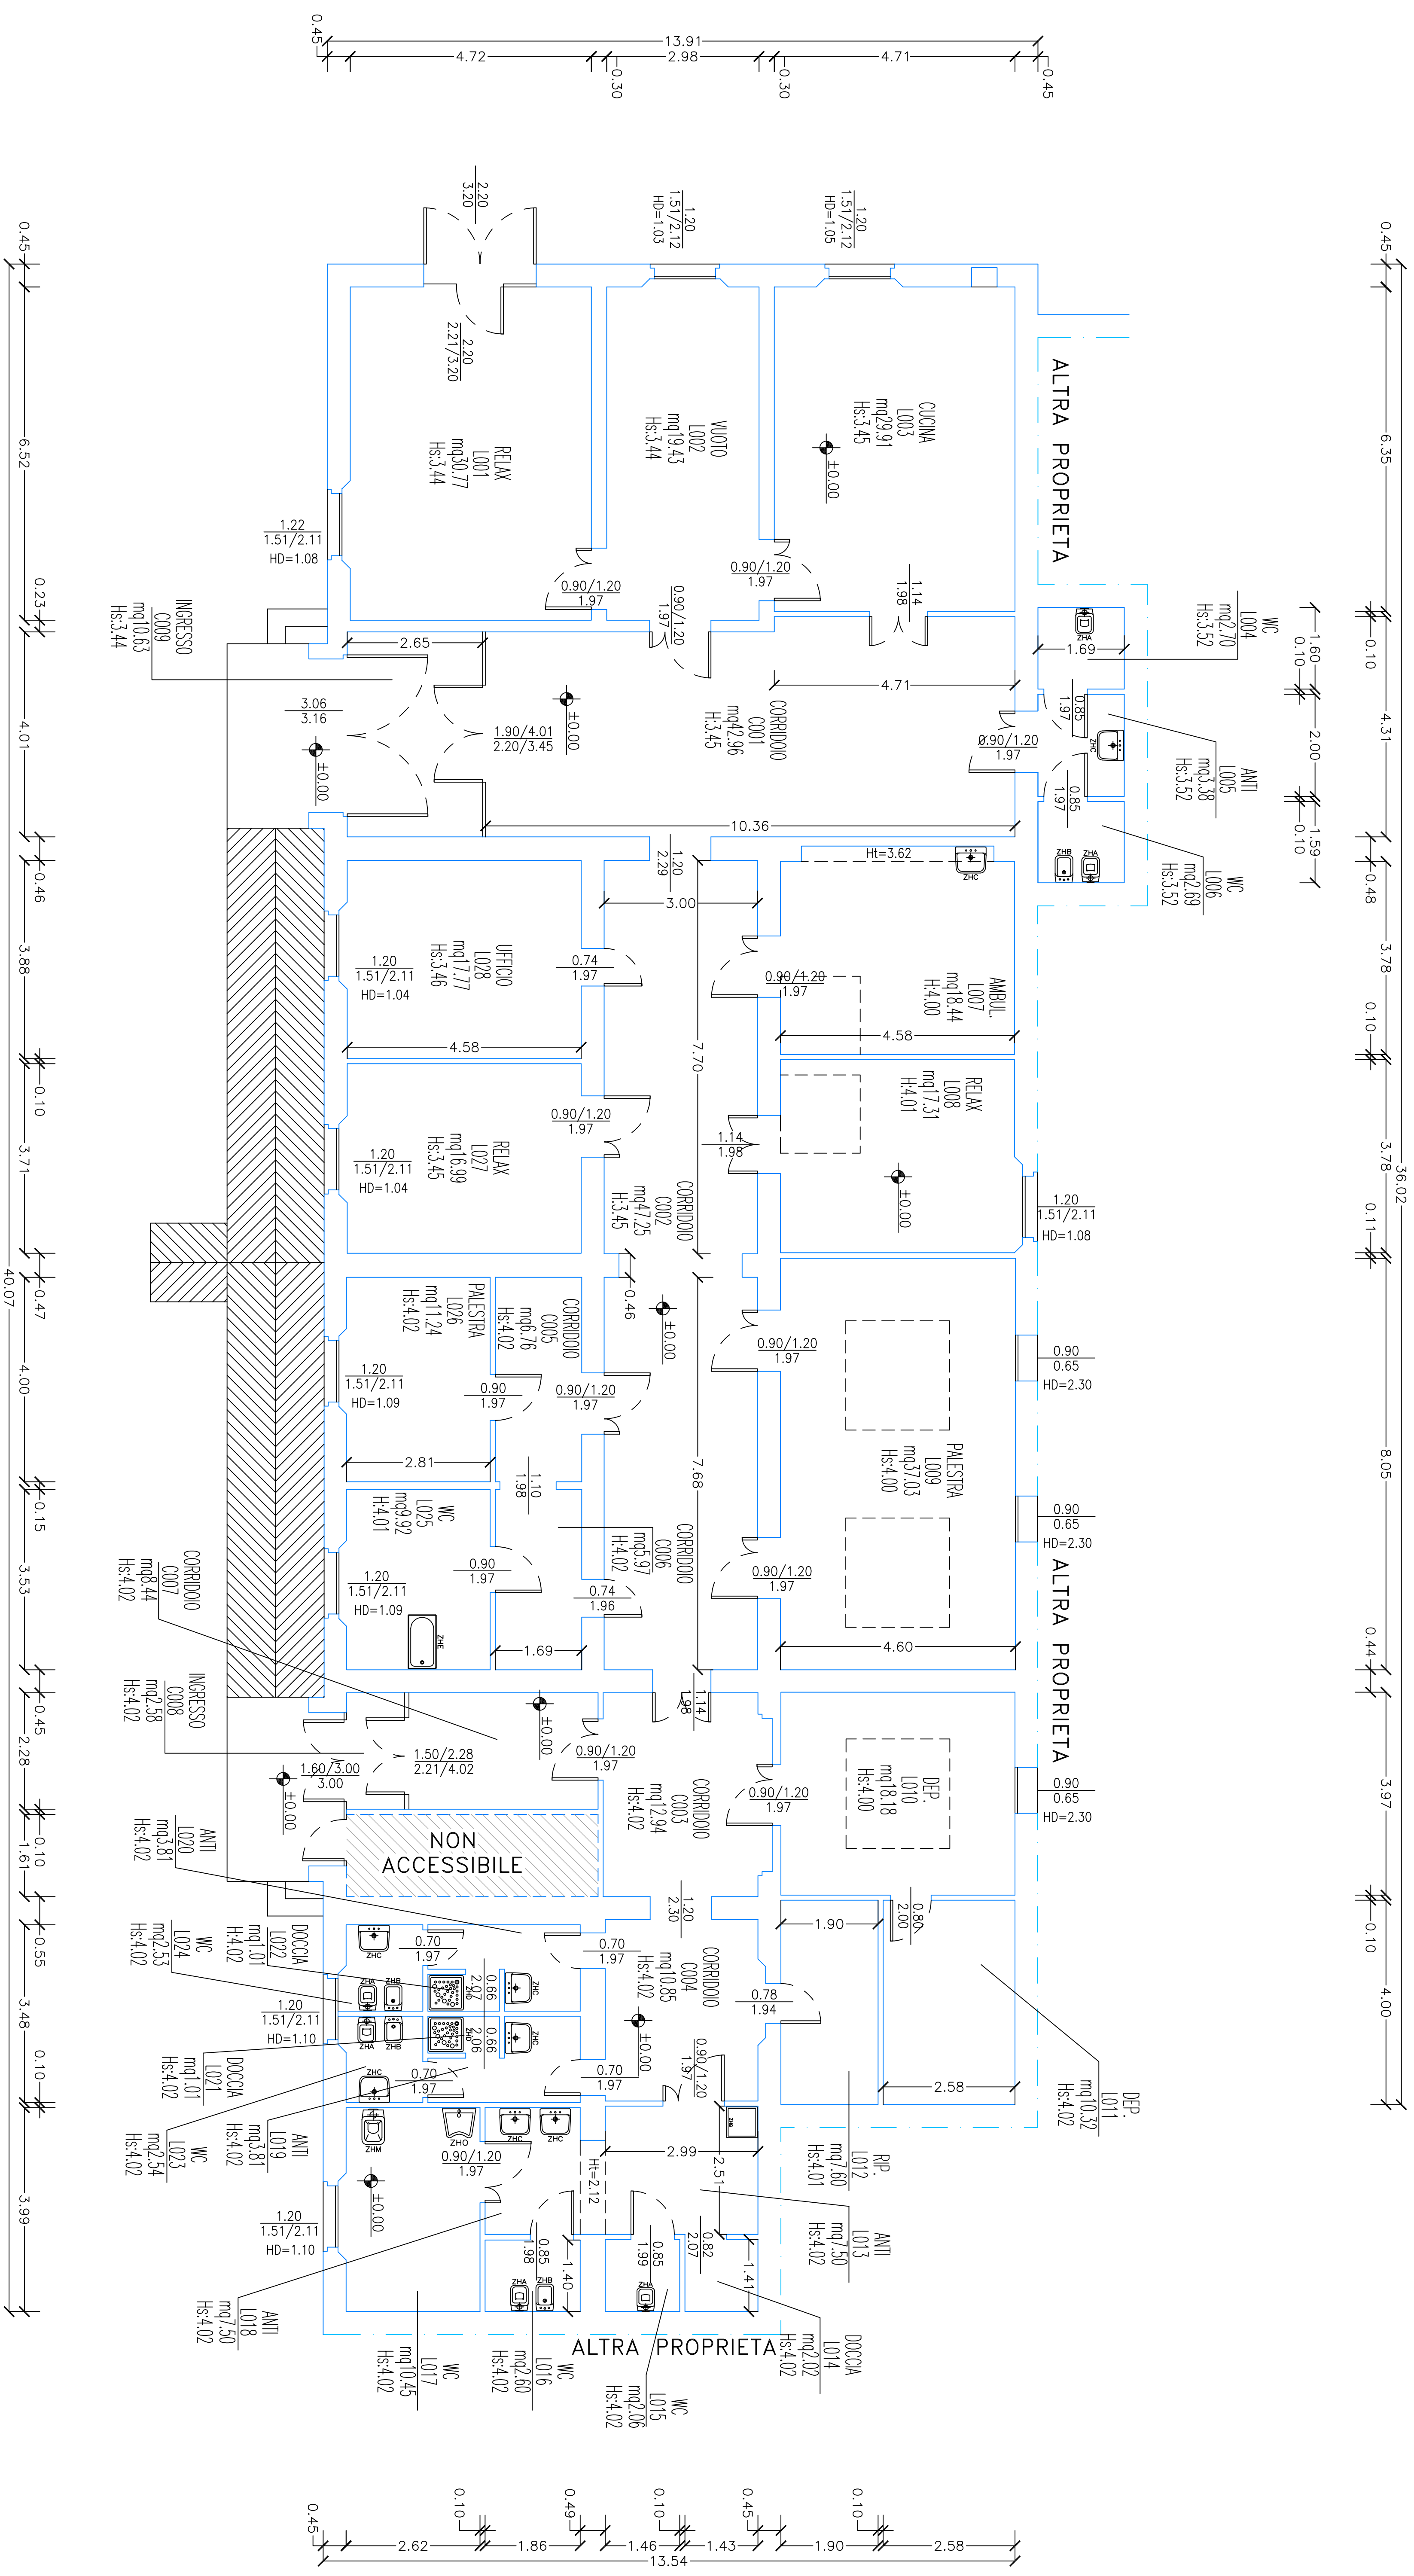 13.91
0.45
4.72
0.30
2.98
0.30
4.71
0.45
2.20
3.20
1.20
1.51/2.12
HD=1.03
1.20
1.51/2.12
HD=1.05
ALTRA PROPRIETA
2.20
2.21/3.20
RELAX
L001
mq30.77
Hs:3.44
VUOTO
L002
mq19.43
Hs:3.44
CUCINA
L003
mq29.91
Hs:3.45
±0.00
1.22
1.51/2.11
HD=1.08
0.90/1.20
1.97
0.90/1.20
1.97
0.90/1.20
1.97
1.14
1.98
WC
L004
mq2.70
Hs:3.52
ZHA
1.69
INGRESSO
C009
mq10.63
Hs:3.44
2.65
3.06
3.16
±0.00
1.90/4.01
2.20/3.45
±0.00
CORRIDOIO
C001
mq42.96
H:3.45
4.71
10.36
0.90/1.20
1.97
0.85
1.97
ZHC
0.85
1.97
ANTI
L005
mq3.38
Hs:3.52
WC
L006
mq2.69
Hs:3.52
ZHB
ZHA
1.20
2.29
3.00
Ht=3.62
ZHC
UFFICIO
L028
mq17.77
Hs:3.46
1.20
1.51/2.11
HD=1.04
0.74
1.97
4.58
0.90/1.20
1.97
AMBUL.
L007
mq18.44
H:4.00
4.58
7.70
RELAX
L008
mq17.31
H:4.01
±0.00
1.20
1.51/2.11
HD=1.08
1.14
1.98
0.90/1.20
1.97
RELAX
L027
mq16.99
Hs:3.45
1.20
1.51/2.11
HD=1.04
CORRIDOIO
C002
mq47.25
H:3.45
0.46
±0.00
0.90/1.20
1.97
0.90
0.65
HD=2.30
PALESTRA
L026
mq11.24
Hs:4.02
CORRIDOIO
C005
mq6.76
Hs:4.02
1.20
1.51/2.11
HD=1.09
0.90
1.97
0.90/1.20
1.97
2.81
1.10
1.98
7.68
PALESTRA
L009
mq37.03
Hs:4.00
0.90
0.65
HD=2.30
0.90/1.20
1.97
4.60
ALTRA PROPRIETA
WC
L025
mq9.92
H:4.01
CORRIDOIO
C006
mq5.97
H:4.02
1.20
1.51/2.11
HD=1.09
0.90
1.97
0.74
1.96
ZHE
1.69
CORRIDOIO
C007
mq8.44
Hs:4.02
INGRESSO
C008
mq2.58
Hs:4.02
1.14
1.98
±0.00
1.50/2.28
2.21/4.02
1.60/3.00
3.00
±0.00
0.90/1.20
1.97
0.90/1.20
1.97
CORRIDOIO
C003
mq12.94
Hs:4.02
DEP.
L010
mq18.18
Hs:4.00
0.90
0.65
HD=2.30
NON
ACCESSIBILE
ANTI
L020
mq3.81
Hs:4.02
1.20
2.30
0.80
2.00
1.90
2.58
DOCCIA
L022
mq1.01
H:4.02
WC
L024
mq2.53
Hs:4.02
ZHC
0.70
1.97
0.70
1.97
CORRIDOIO
C004
mq10.85
Hs:4.02
0.78
1.94
±0.00
ZHA
ZHB
ZHD
0.66
2.07
ZHC
1.20
1.51/2.11
HD=1.10
ZHA
ZHB
ZHD
0.66
2.06
ZHC
ZHC
0.70
1.97
0.70
1.97
0.90/1.20
1.97
DOCCIA
L021
mq1.01
Hs:4.02
ANTI
L019
mq3.81
Hs:4.02
WC
L023
mq2.54
Hs:4.02
DEP.
L011
mq10.32
Hs:4.02
RIP.
L012
mq7.60
Hs:4.01
ANTI
L013
mq7.50
Hs:4.02
ZHM
ZHO
ZHC
ZHC
0.90/1.20
1.97
±0.00
Ht=2.12
2.99
2.51
1.20
1.51/2.11
HD=1.10
0.85
1.98
1.40
0.85
1.99
0.82
2.07
1.41
ZHA
ZHB
ZHA
ANTI
L018
mq7.50
Hs:4.02
WC
L017
mq10.45
Hs:4.02
WC
L016
mq2.60
Hs:4.02
WC
L015
mq2.06
Hs:4.02
DOCCIA
L014
mq2.02
Hs:4.02
ALTRA PROPRIETA
0.45
2.62
0.10
1.86
0.49
1.46
0.10
1.43
0.45
1.90
0.10
2.58
13.54
36.02
0.45
6.35
0.10
4.31
0.48
3.78
0.10
3.78
0.11
8.05
0.44
3.97
0.10
4.00
1.60
0.10
2.00
0.10
1.59
0.45
6.52
0.23
4.01
0.46
3.88
0.10
3.71
0.47
4.00
0.15
3.53
0.45
2.28
0.10
1.61
0.55
3.48
0.10
3.99
40.07